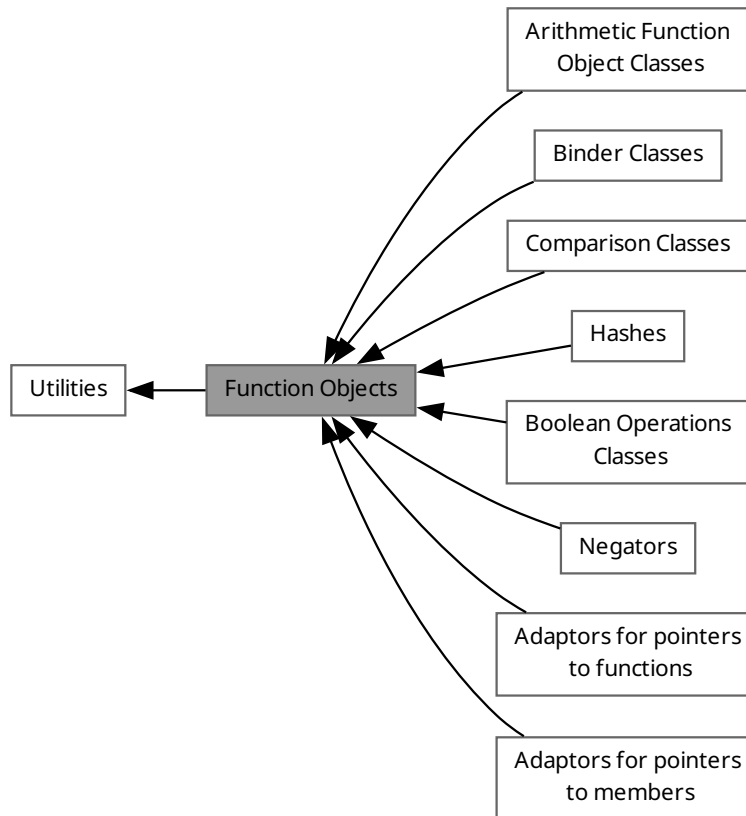 Arithmetic Function
Object Classes
Binder Classes
Comparison Classes
Hashes
Utilities
Function Objects
Boolean Operations
Classes
Negators
Adaptors for pointers
to functions
Adaptors for pointers
to members